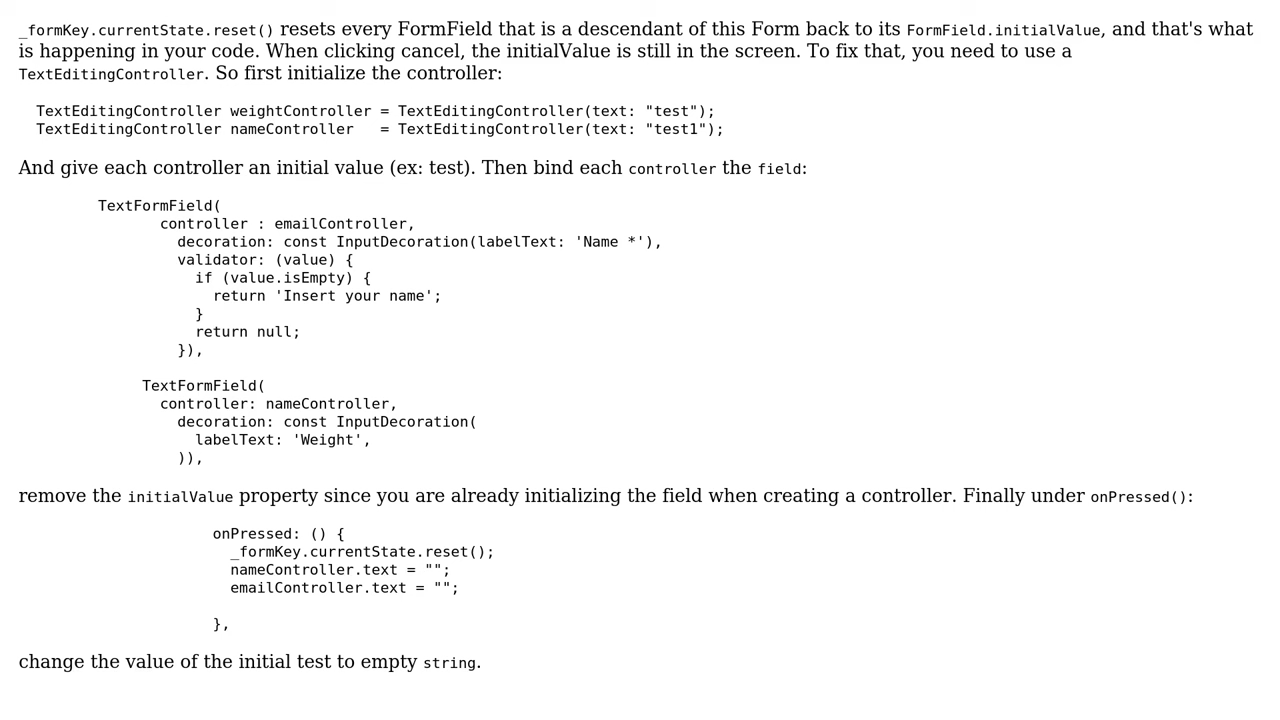 _formKey.currentState.reset() resets every FormField that is a descendant of this Form back to its FormField.initialValue, and that's what
is happening in your code. When clicking cancel, the initialValue is still in the screen. To fix that, you need to use a
TextEditingController. So first initialize the controller:
TextEditingController weightController = TextEditingController(text: "test");
TextEditingController nameController   = TextEditingController(text: "test1");
And give each controller an initial value (ex: test). Then bind each controller the field:
TextFormField(
controller : emailController,
decoration: const InputDecoration(labelText: 'Name *'),
validator: (value) {
if (value.isEmpty) {
return 'Insert your name';
}
return null;
}),
TextFormField(
controller: nameController,
decoration: const InputDecoration(
labelText: 'Weight',
)),
remove the initialValue property since you are already initializing the field when creating a controller. Finally under onPressed():
onPressed: () {
_formKey.currentState.reset();
nameController.text = "";
emailController.text = "";
},
change the value of the initial test to empty string.